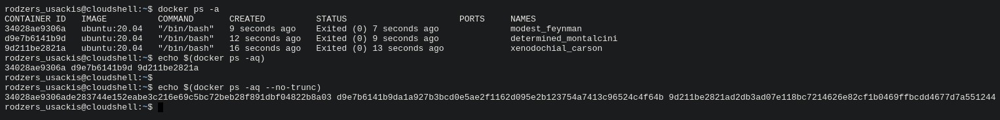 rodzers_usackis@cloudshell:~$ docker ps -a
CONTAINER ID   IMAGE          COMMAND       CREATED          STATUS                      PORTS     NAMES
34028ae9306a   ubuntu:20.04   "/bin/bash"   9 seconds ago    Exited (0) 7 seconds ago              modest_feynman
d9e7b6141b9d   ubuntu:20.04   "/bin/bash"   12 seconds ago   Exited (0) 9 seconds ago              determined_montalcini
9d211be2821a   ubuntu:20.04   "/bin/bash"   16 seconds ago   Exited (0) 13 seconds ago             xenodochial_carson
rodzers_usackis@cloudshell:~$ echo $(docker ps -aq)
34028ae9306a d9e7b6141b9d 9d211be2821a
rodzers_usackis@cloudshell:~$
rodzers_usackis@cloudshell:~$ echo $(docker ps -aq --no-trunc)
34028ae9306ade283744e152eabe3c216e69c5bc72beb28f891dbf04822b8a03 d9e7b6141b9da1a927b3bcd0e5ae2f1162d095e2b123754a7413c96524c4f64b 9d211be2821ad2db3ad07e118bc7214626e82cf1b0469ffbcdd4677d7a551244
rodzers_usackis@cloudshell:~$